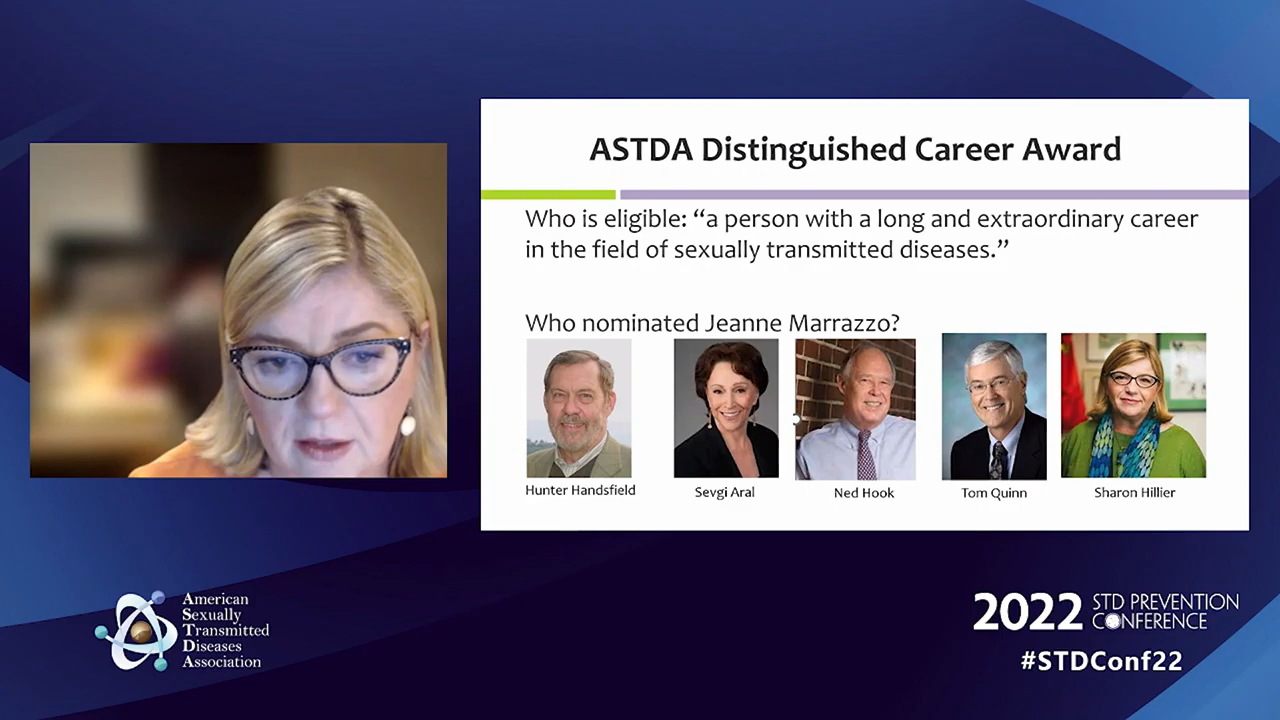 ASTDA Distinguished Career Award
Who is eligible: “a person with a long and extraordinary career
in the field of sexually transmitted diseases.”
Who nominated Jeanne Marrazzo?
Hunter Handsfield
Sevgi Aral
Ned Hook
Tom Quinn
Sharon Hillier
American
Sexually
Transmitted
Diseases
Association
2022 STD PREVENTION
CONFERENCE
#STDConf22